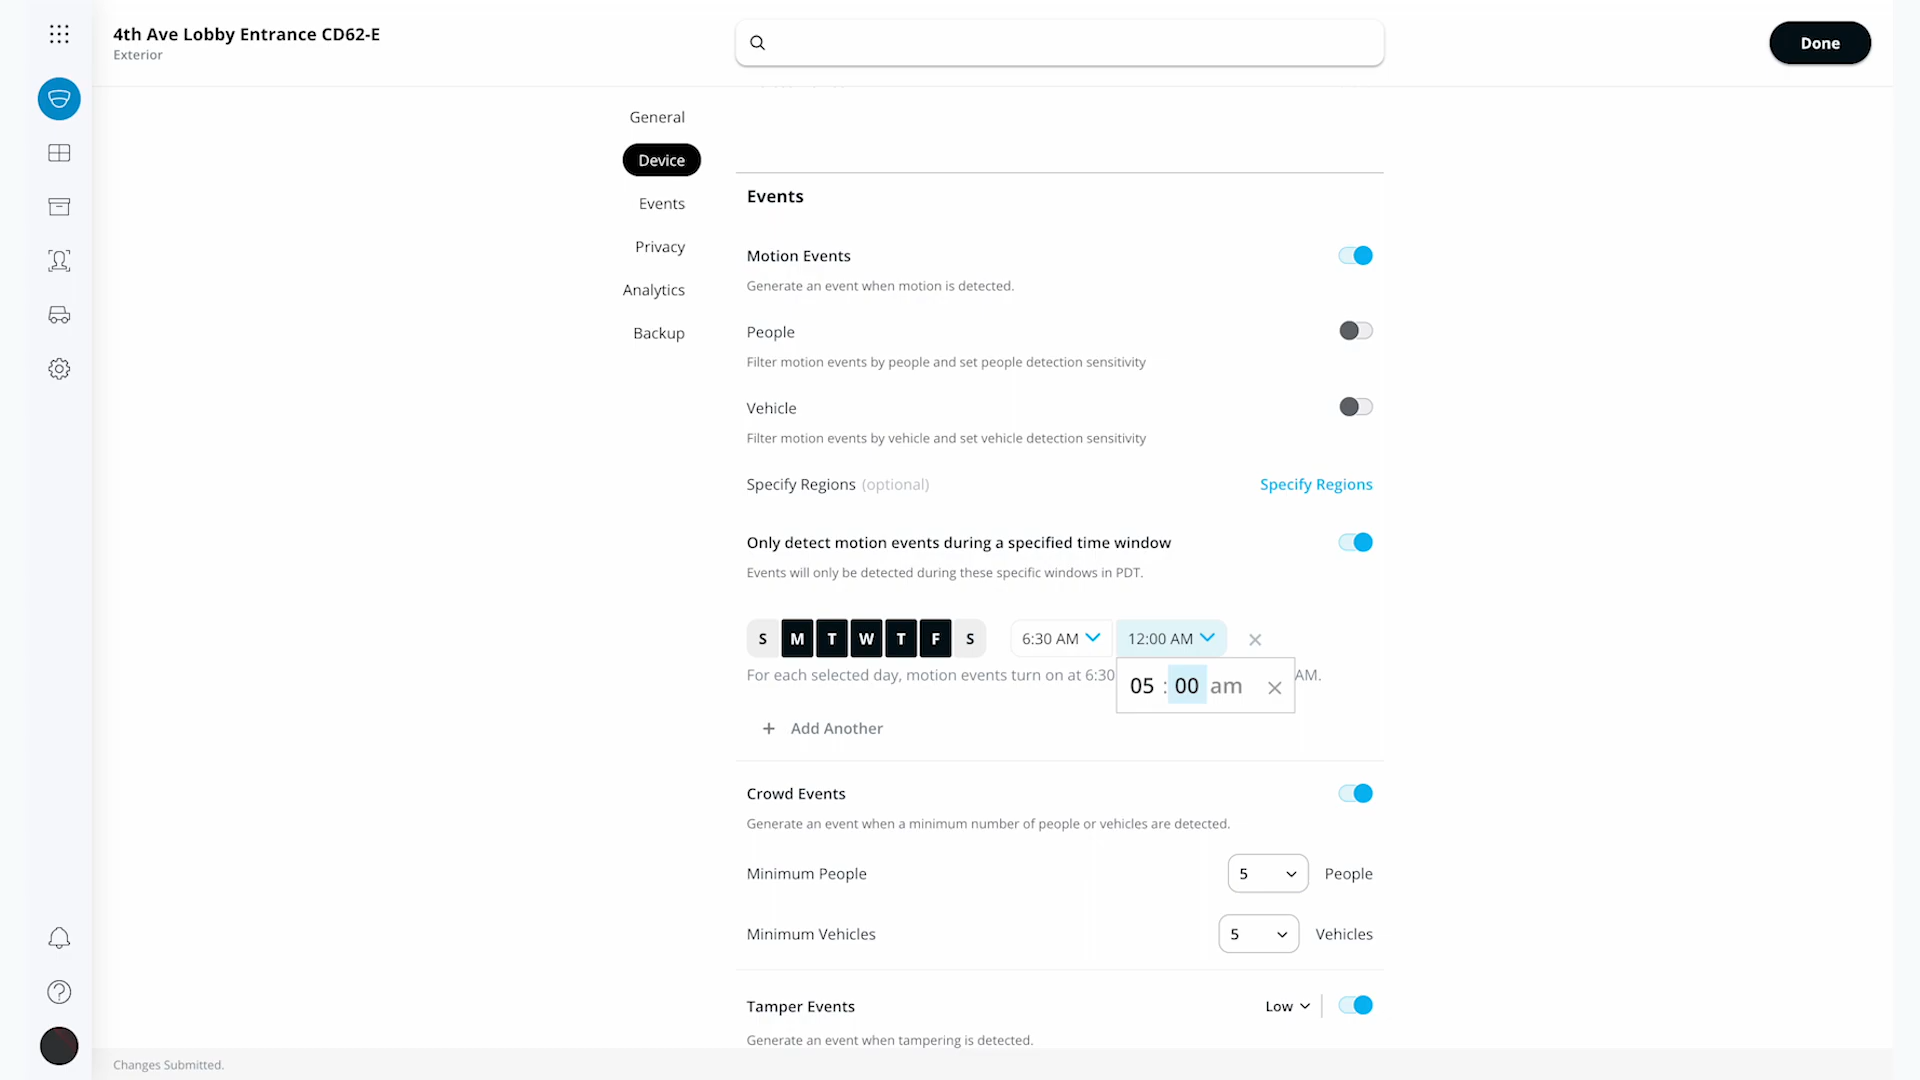 4th Ave Lobby Entrance CD62-E
Exterior
Done
General
Device
Events
Privacy
Analytics
Backup
Events
Motion Events
Generate an event when motion is detected.
People
Filter motion events by people and set people detection sensitivity
Vehicle
Filter motion events by vehicle and set vehicle detection sensitivity
Specify Regions (optional) Specify Regions
Only detect motion events during a specified time window
Events will only be detected during these specific windows in PDT.
S M T W T F S 6:30 AM 12:00 AM
For each selected day, motion events turn on at 6:30 AM.
05 : 00 am
+ Add Another
Crowd Events
Generate an event when a minimum number of people or vehicles are detected.
Minimum People 5 People
Minimum Vehicles 5 Vehicles
Tamper Events Low
Generate an event when tampering is detected.
Changes Submitted.